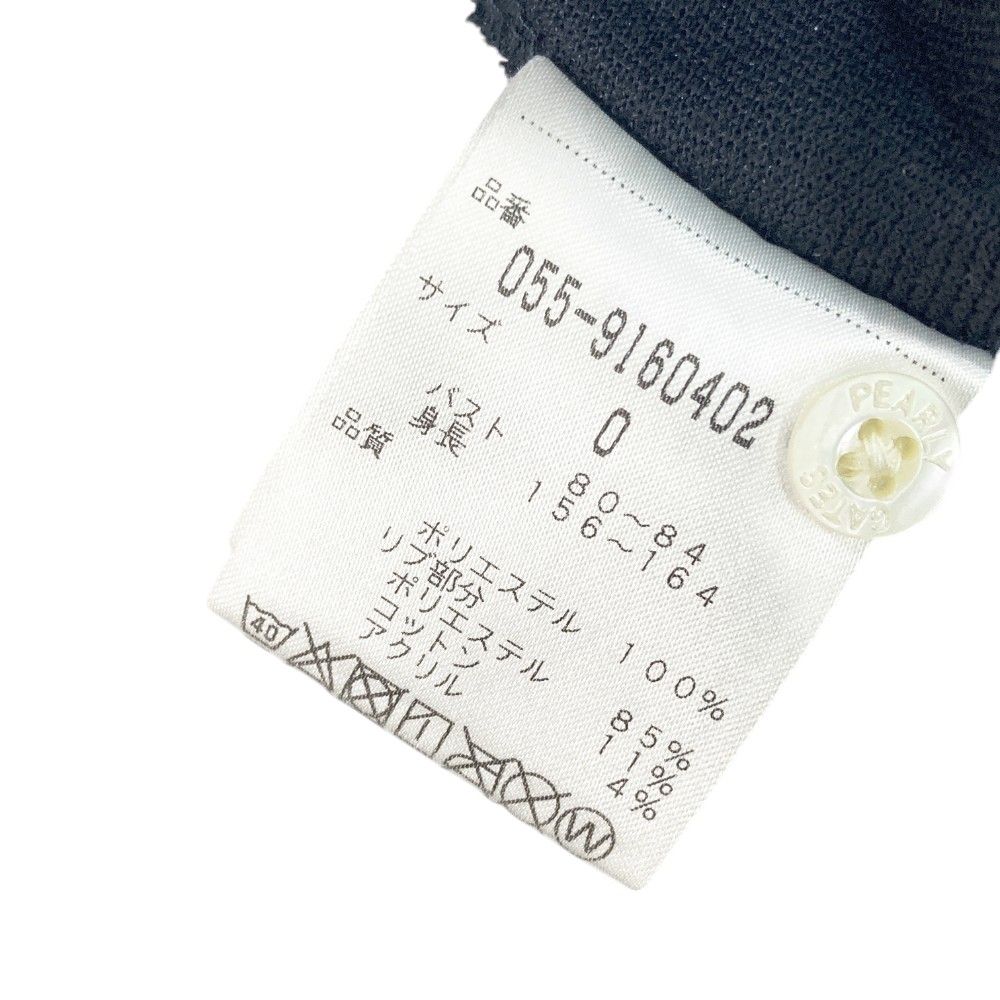 品番
055-9160402
サイズ
0
バスト 80~84
身長 156~164
品質
ポリエステル 100%
リブ部分
ポリエステル 85%
コットン 11%
アクリル 4%
40
W
PEARLY
GATES